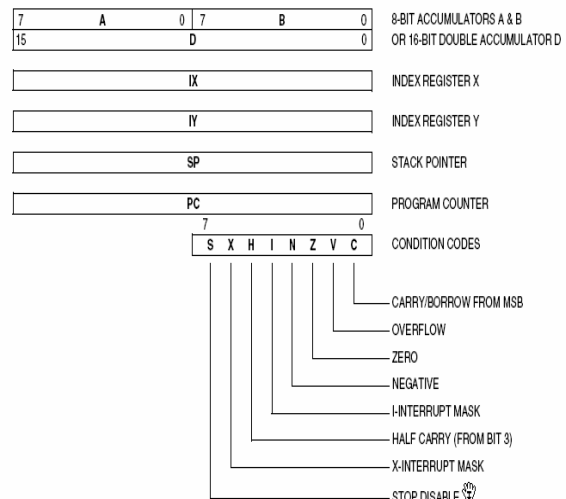 7 A 0 7 B 0 8-BIT ACCUMULATORS A & B
15 D 0 OR 16-BIT DOUBLE ACCUMULATOR D
IX INDEX REGISTER X
IY INDEX REGISTER Y
SP STACK POINTER
PC PROGRAM COUNTER
7 0
S X H I N Z V C CONDITION CODES
CARRY/BORROW FROM MSB
OVERFLOW
ZERO
NEGATIVE
I-INTERRUPT MASK
HALF CARRY (FROM BIT 3)
X-INTERRUPT MASK
STOP DISABLE